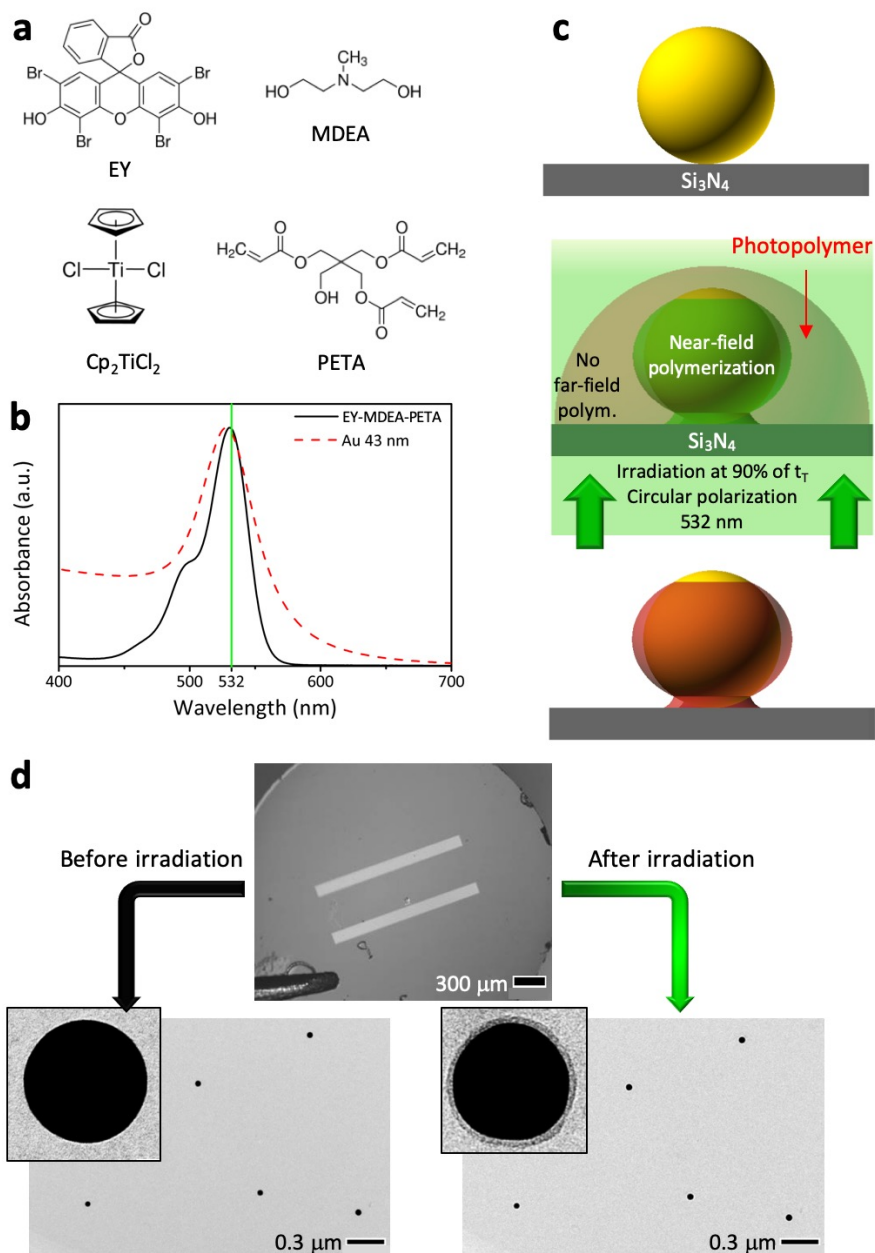 a
O
O
Br
Br
HO
O
OH
Br
Br
EY
CH₃
HO
N
OH
MDEA
Cl
Ti
Cl
Cp₂TiCl₂
H₂C
O
O
O
O
CH₂
OH
O
O
CH₂
PETA
b
EY-MDEA-PETA
Au 43 nm
Absorbance (a.u.)
400
500
532
600
700
Wavelength (nm)
c
Si₃N₄
Photopolymer
Near-field
polymerization
No
far-field
polym.
Si₃N₄
Irradiation at 90% of t_T
Circular polarization
532 nm
d
Before irradiation
After irradiation
300 μm
0.3 μm
0.3 μm